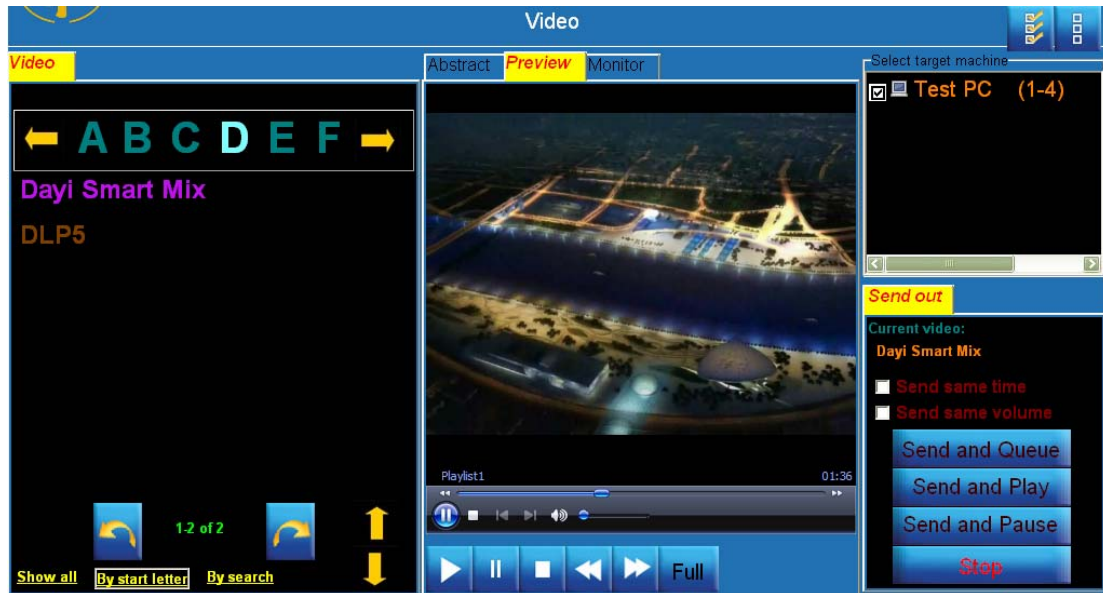 Video
Video
A B C D E F
Dayi Smart Mix
DLP5
1-2 of 2
Show all By start letter By search
Abstract Preview Monitor
Playlist1 01:36
Full
Select target machine
Test PC (1-4)
Send out
Current video:
Dayi Smart Mix
Send same time
Send same volume
Send and Queue
Send and Play
Send and Pause
Stop